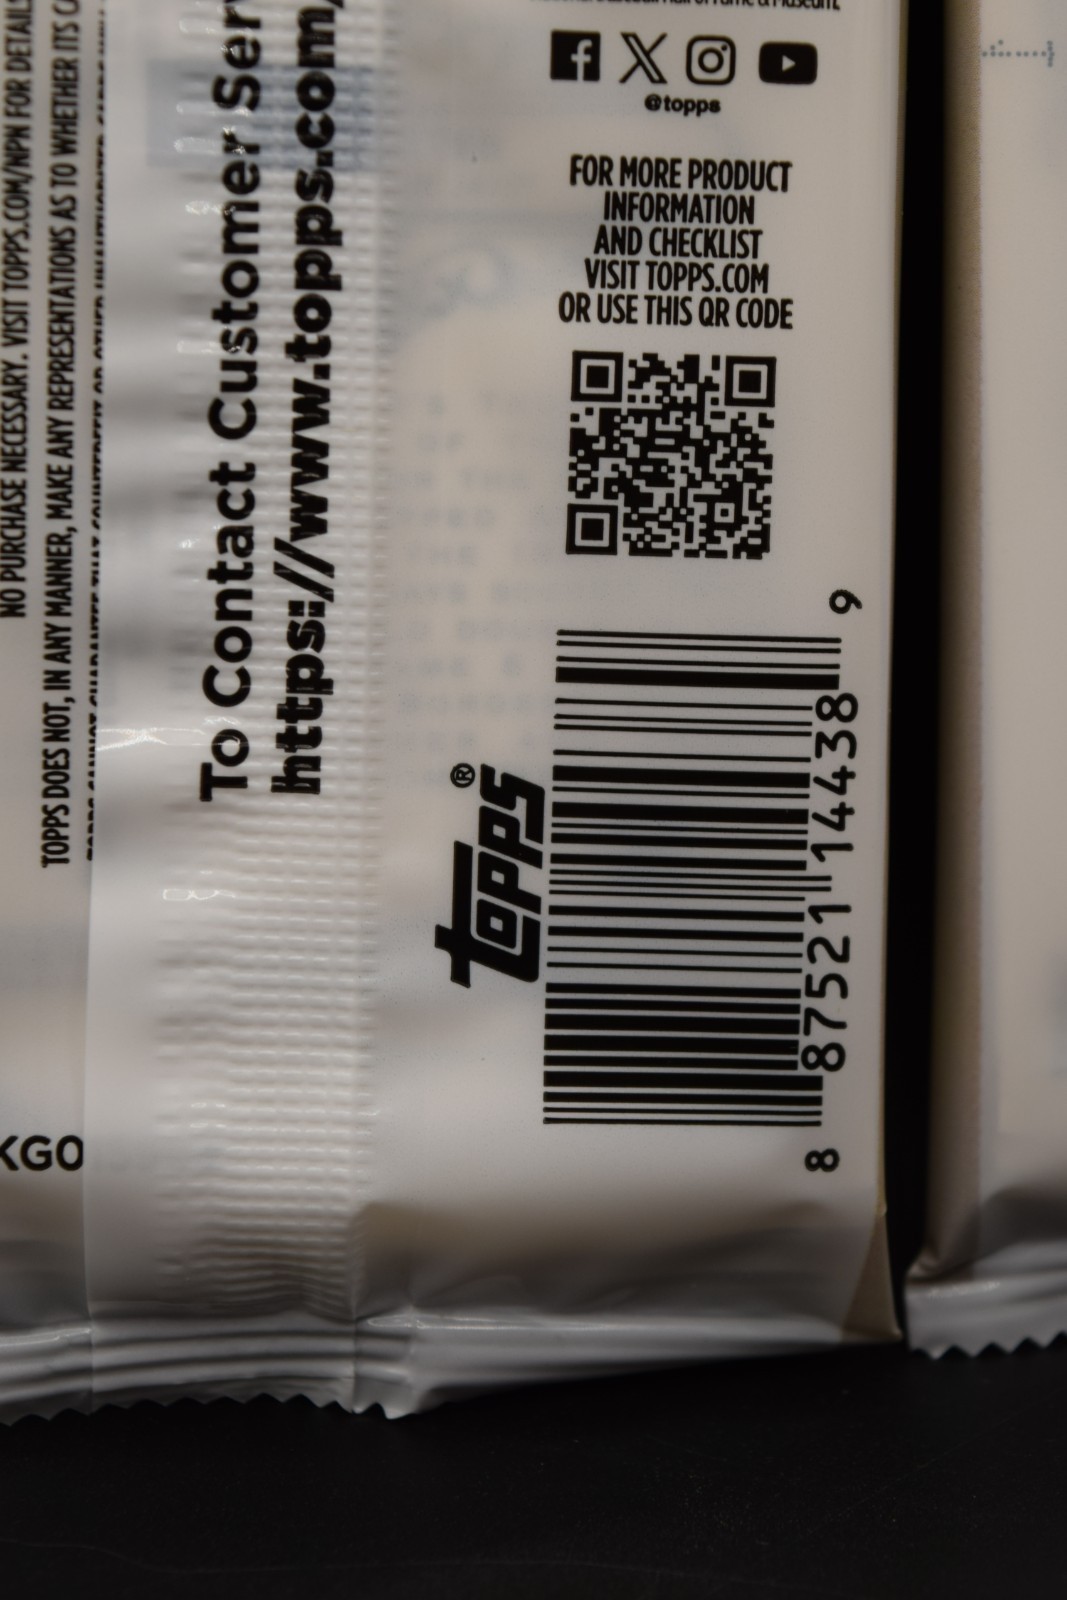 @topps
FOR MORE PRODUCT
INFORMATION
AND CHECKLIST
VISIT TOPPS.COM
OR USE THIS QR CODE
8 87521 14438 9
topps®
To Contact Customer Serv
https://www.topps.com/
NO PURCHASE NECESSARY. VISIT TOPPS.COM/NPN FOR DETAILS
TOPPS DOES NOT, IN ANY MANNER, MAKE ANY REPRESENTATIONS AS TO WHETHER ITS CA
KGO